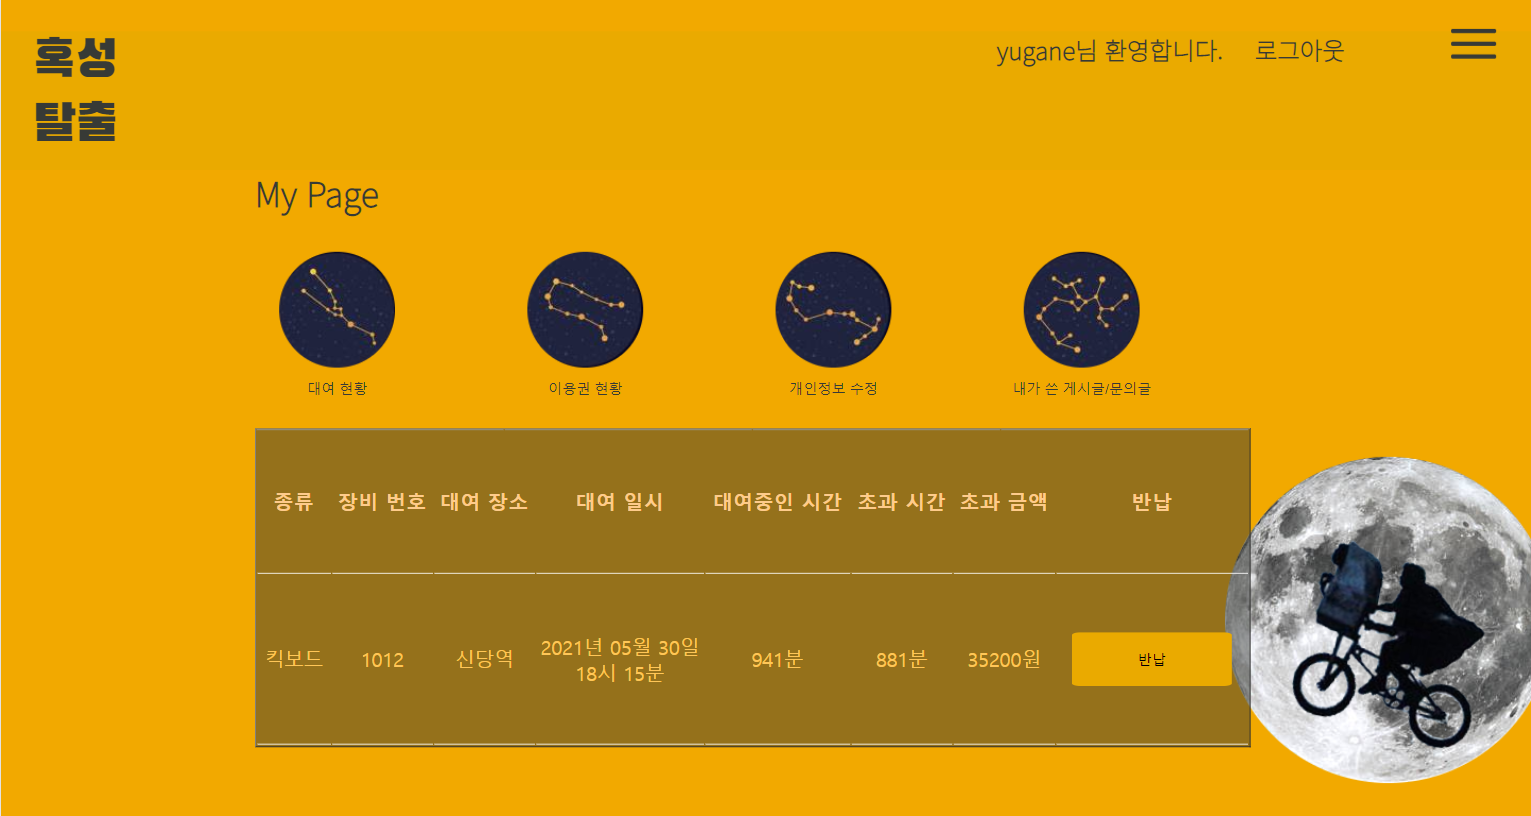 혹성
탈출
yugane님 환영합니다. 로그아웃
My Page
대여 현황 이용권 현황 개인정보 수정 내가 쓴 게시글/문의글
종류 장비 번호 대여 장소 대여 일시 대여중인 시간 초과 시간 초과 금액 반납
킥보드 1012 신당역 2021년 05월 30일 18시 15분 941분 881분 35200원 반납